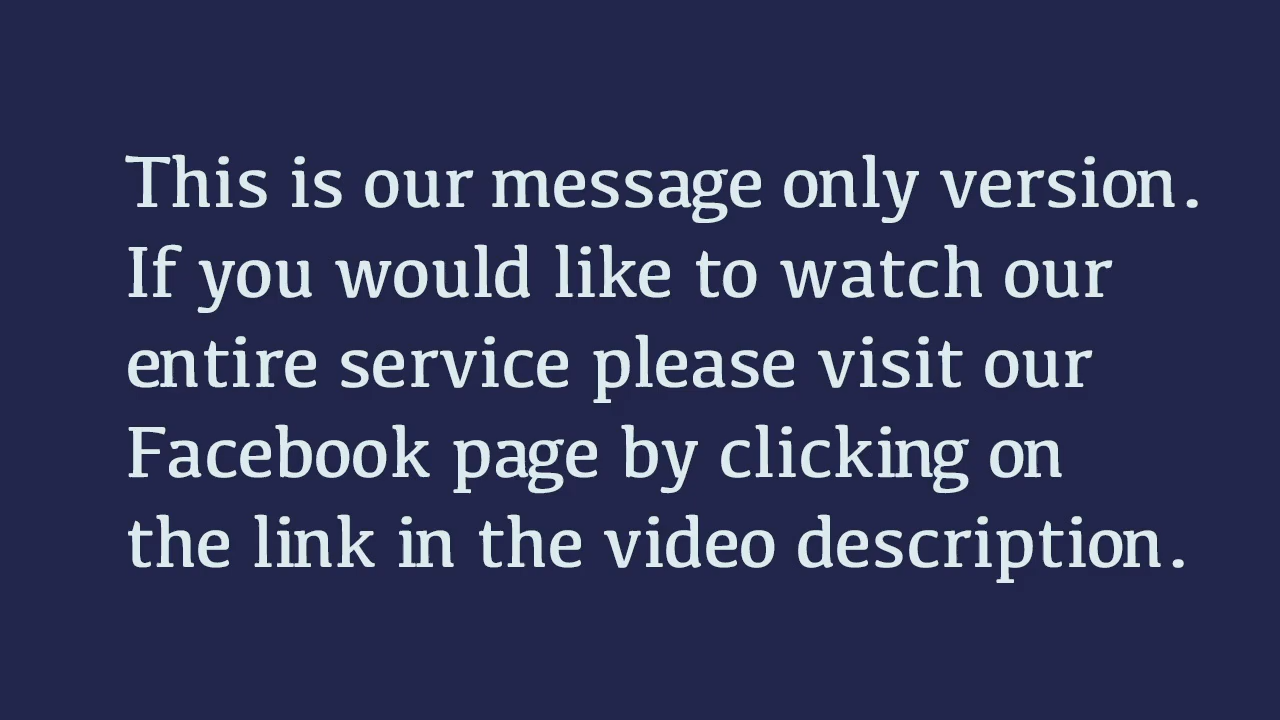 This is our message only version.
If you would like to watch our
entire service please visit our
Facebook page by clicking on
the link in the video description.